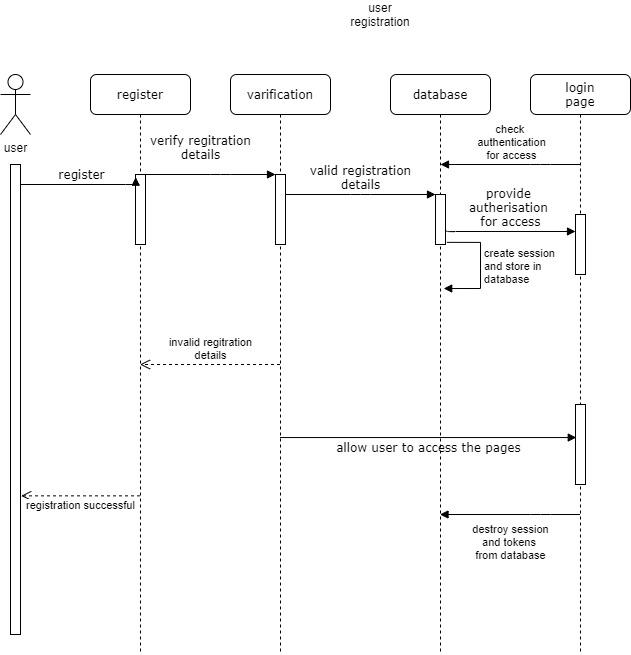 user
registration
register
varification
database
login
page
user
check
authentication
for access
verify regitration
details
register
valid registration
details
provide
autherisation
for access
create session
and store in
database
invalid regitration
details
allow user to access the pages
registration successful
destroy session
and tokens
from database